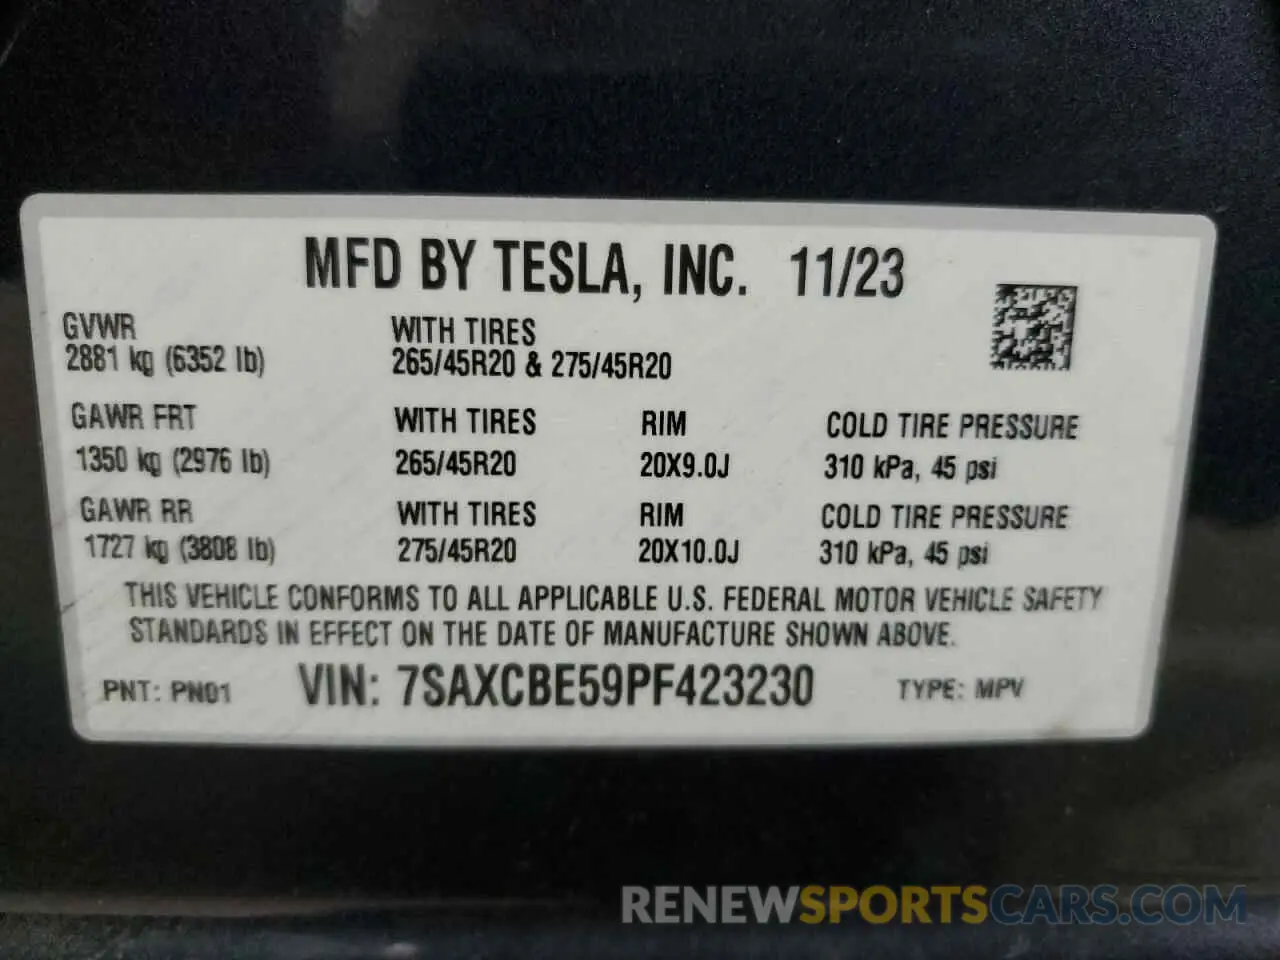 MFD BY TESLA, INC. 11/23
GVWR WITH TIRES
2881 kg (6352 lb) 265/45R20 & 275/45R20
GAWR FRT WITH TIRES RIM COLD TIRE PRESSURE
1350 kg (2976 lb) 265/45R20 20X9.0J 310 kPa, 45 psi
GAWR RR WITH TIRES RIM COLD TIRE PRESSURE
1727 kg (3808 lb) 275/45R20 20X10.0J 310 kPa, 45 psi
THIS VEHICLE CONFORMS TO ALL APPLICABLE U.S. FEDERAL MOTOR VEHICLE SAFETY
STANDARDS IN EFFECT ON THE DATE OF MANUFACTURE SHOWN ABOVE.
PNT: PN01 VIN: 7SAXCBE59PF423230 TYPE: MPV
RENEWSPORTSCARS.COM